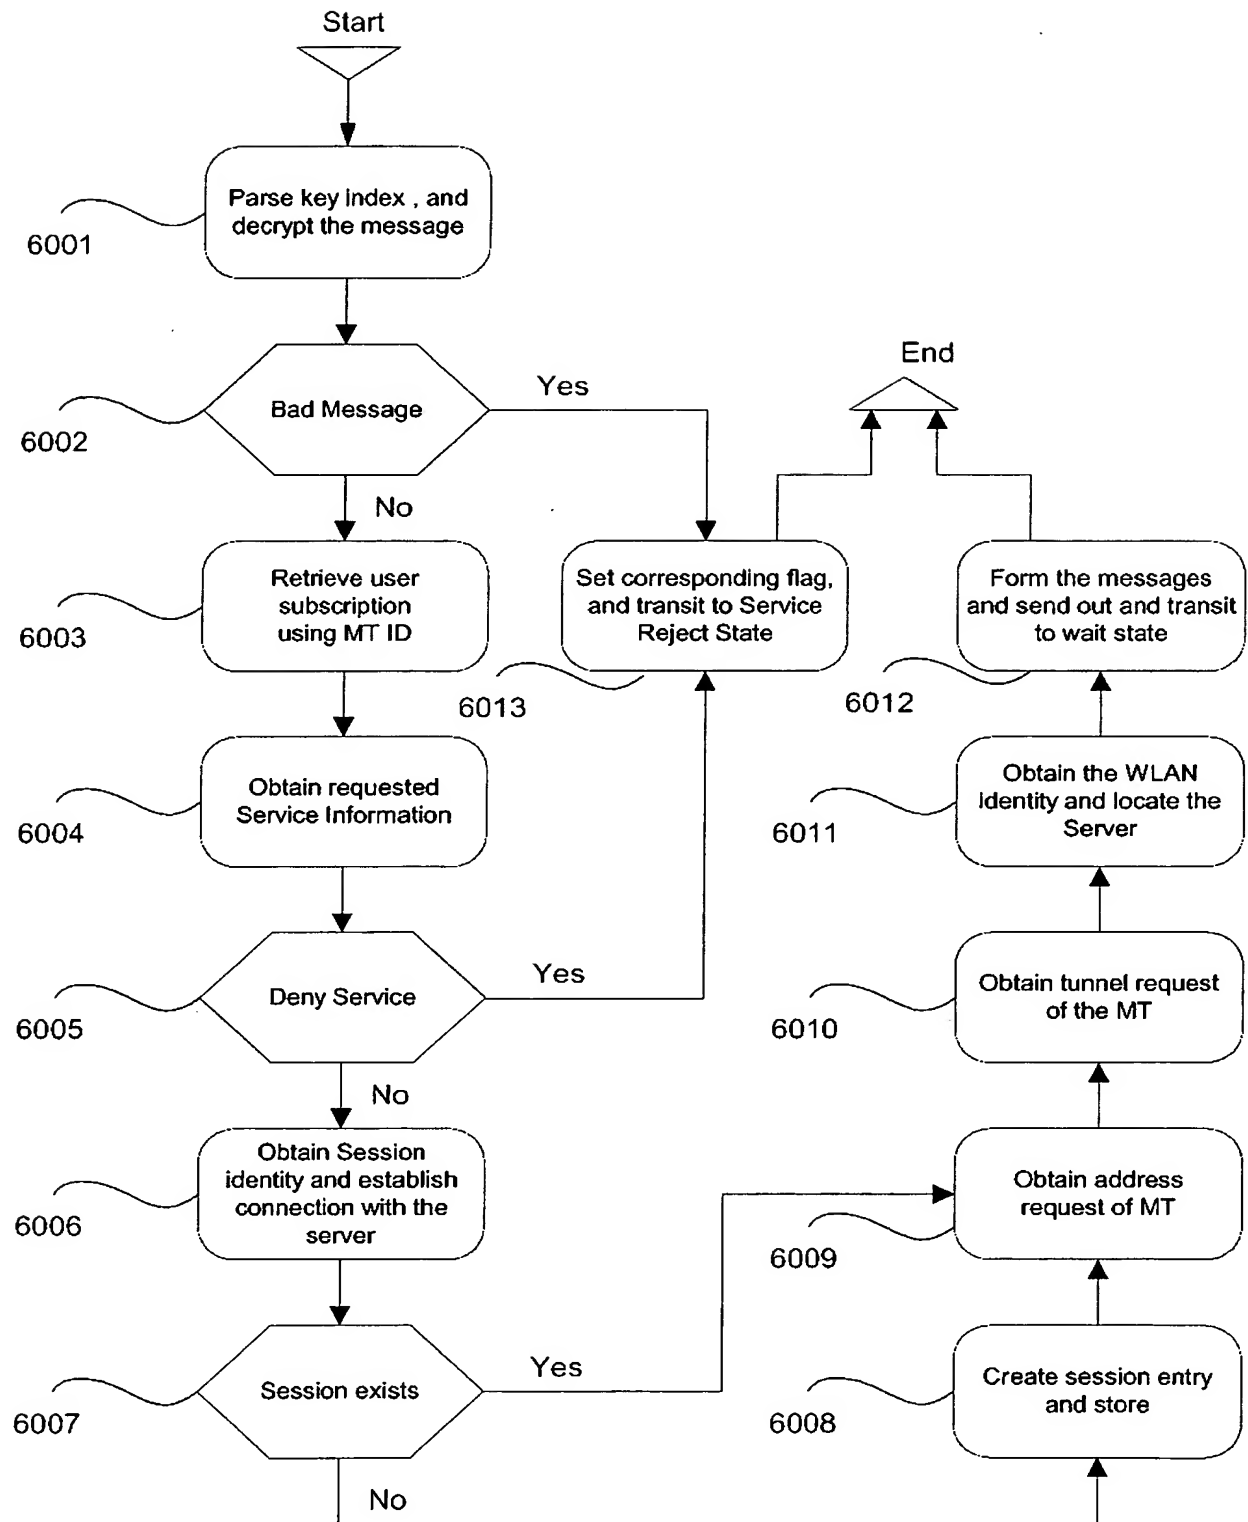 Start
Parse key index , and
decrypt the message
6001
Bad Message
Yes
6002
No
Retrieve user
subscription
using MT ID
6003
Obtain requested
Service Information
6004
Deny Service
Yes
6005
No
Obtain Session
identity and establish
connection with the
server
6006
Session exists
Yes
6007
No
End
Set corresponding flag,
and transit to Service
Reject State
6013
Form the messages
and send out and transit
to wait state
6012
Obtain the WLAN
identity and locate the
Server
6011
Obtain tunnel request
of the MT
6010
Obtain address
request of MT
6009
Create session entry
and store
6008